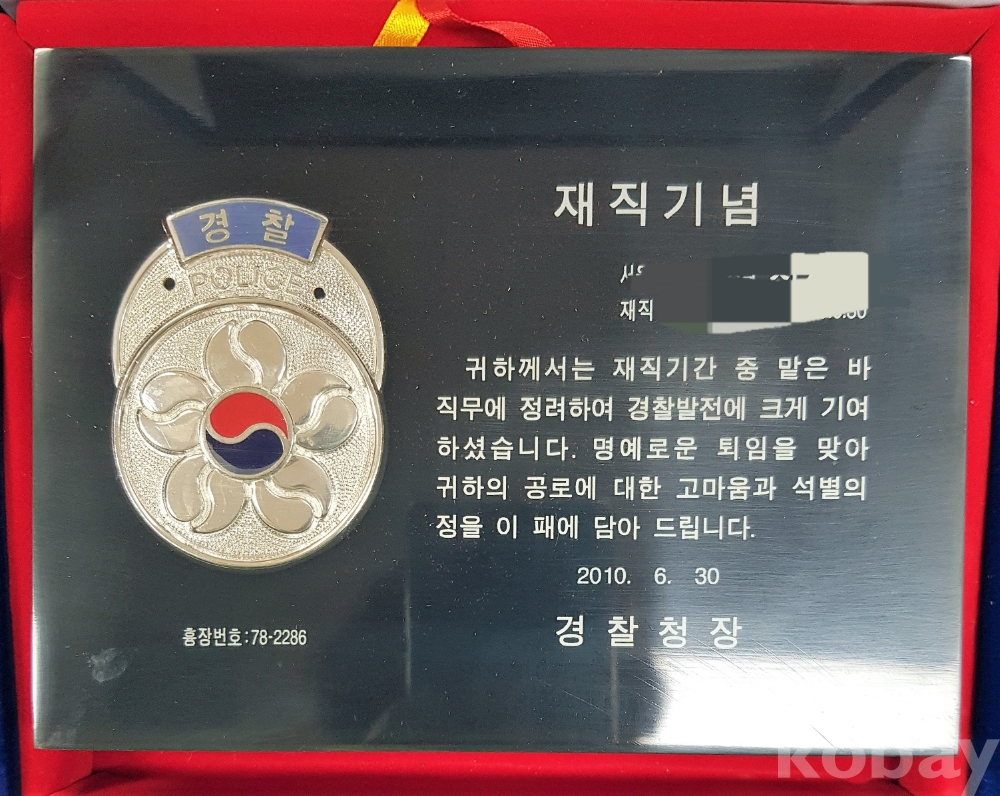 재직기념
경찰
POLICE
재직
귀하께서는 재직기간 중 맡은 바
직무에 정려하여 경찰발전에 크게 기여
하셨습니다. 명예로운 퇴임을 맞아
귀하의 공로에 대한 고마움과 석별의
정을 이 패에 담아 드립니다.
2010. 6. 30
경찰청장
흉장번호:78-2286
kobay